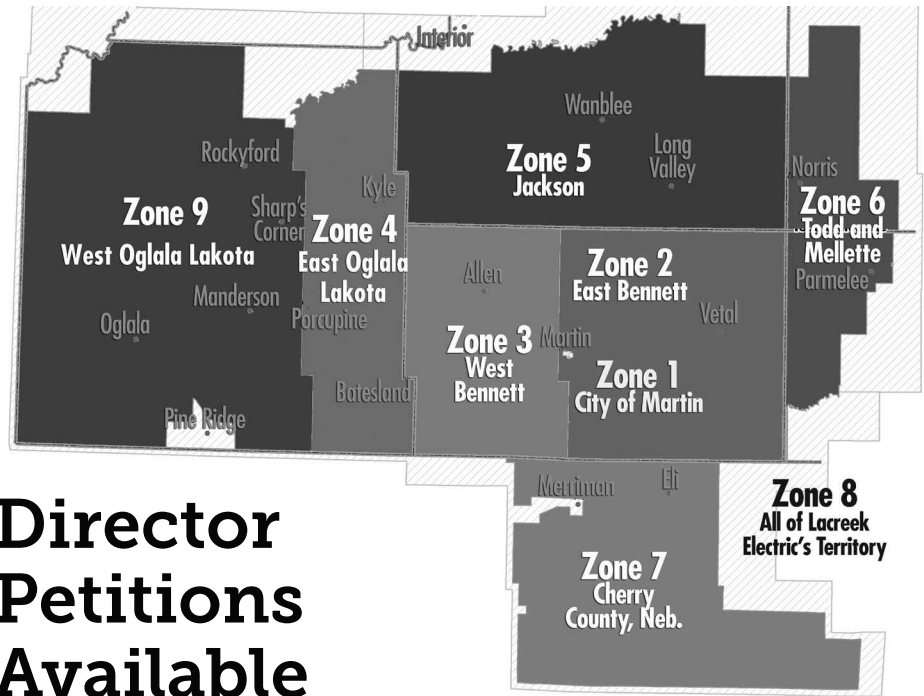 Interior
Wanblee
Long
Valley
Zone 5
Jackson
Rockyford
Kyle
Norris
Zone 6
Todd and
Mellette
Parmelee
Zone 9
West Oglala Lakota
Sharp's
Corner
Zone 4
East Oglala
Lakota
Manderson
Oglala
Porcupine
Allen
Zone 2
East Bennett
Vetal
Zone 3
West
Bennett
Martin
Zone 1
City of Martin
Batesland
Pine Ridge
Merriman
Eli
Zone 8
All of Lacreek
Electric's Territory
Zone 7
Cherry
County, Neb.
Director
Petitions
Available